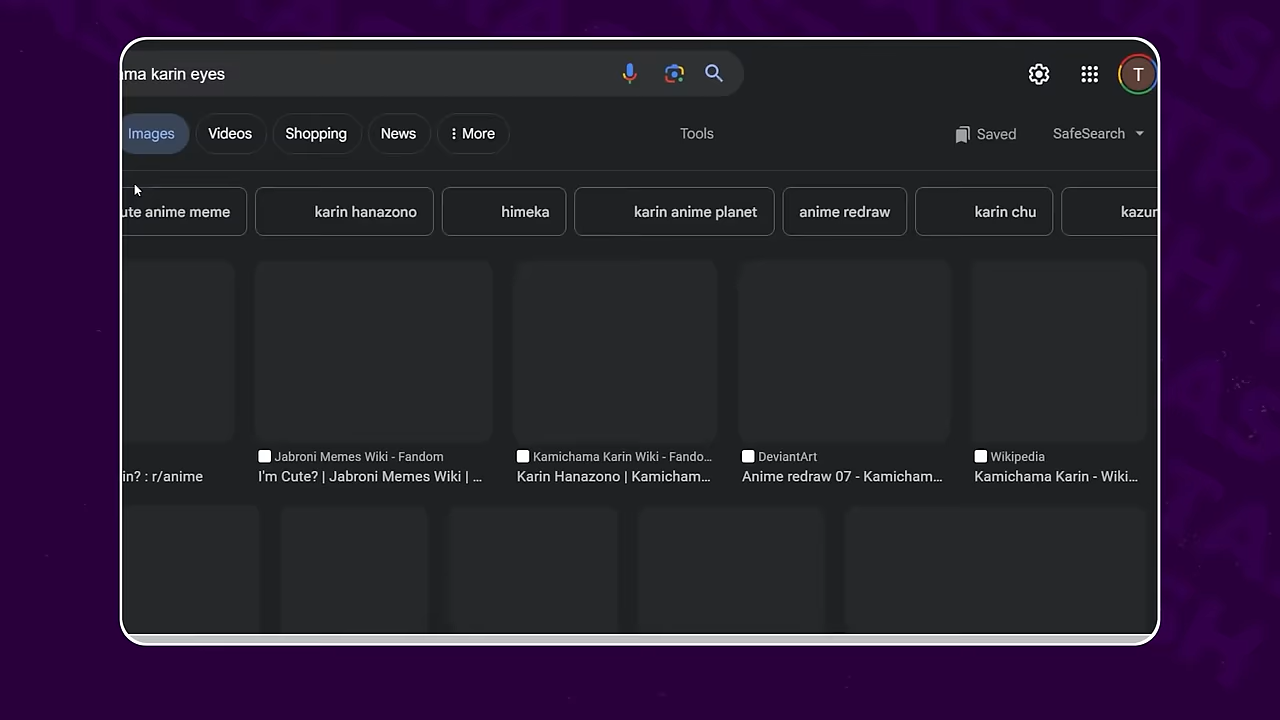 ma karin eyes
T
Images Videos Shopping News More Tools Saved SafeSearch
ute anime meme karin hanazono himeka karin anime planet anime redraw karin chu kazur
Jabroni Memes Wiki - Fandom Kamichama Karin Wiki - Fando... DeviantArt Wikipedia
in? : r/anime I'm Cute? | Jabroni Memes Wiki | ... Karin Hanazono | Kamicham... Anime redraw 07 - Kamicham... Kamichama Karin - Wiki...